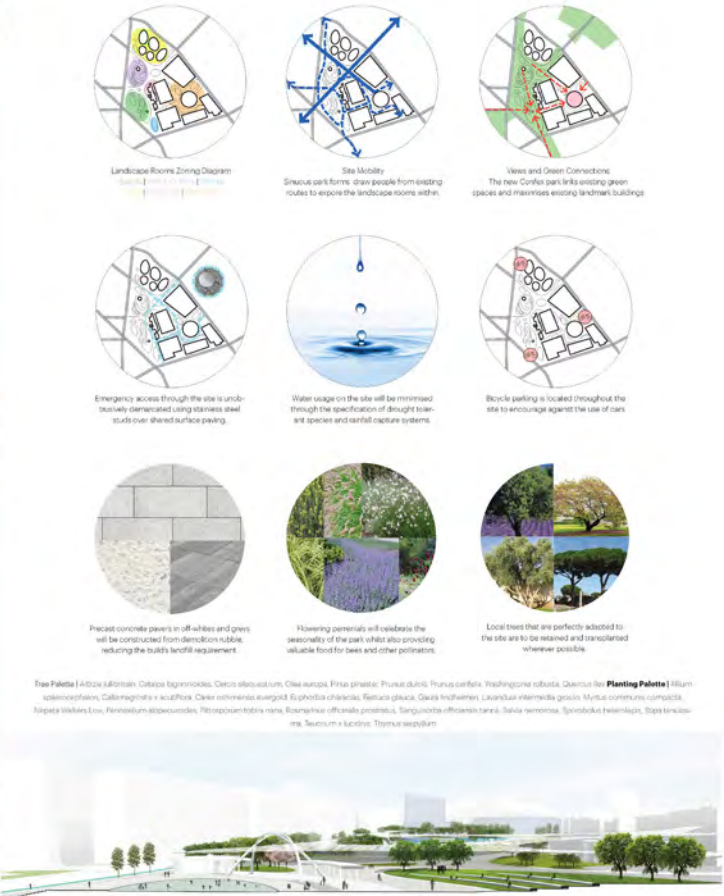 Landscape Rooms Zoning Diagram
Site Mobility
Sinuous park forms draw people from existing
routes to expore the landscape rooms within.
Views and Green Connections
The new Confex park links existing green
spaces and maximises existing landmark buildings
Emergency access through the site is unob-
trusively demarcated using stainless steel
studs over shared surface paving.
Water usage on the site will be minimised
through the specification of drought toler-
ant species and rainfall capture systems.
Bicycle parking is located throughout the
site to encourage against the use of cars
Precast concrete pavers in off-whites and greys
will be constructed from demolition rubble,
reducing the build's landfill requirement.
Flowering perrenials will celebrate the
seasonality of the park whilst also providing
valuable food for bees and other pollinators.
Local trees that are perfectly adapted to
the site are to be retained and transplanted
wherever possible.
Tree Palette | Albizia Catalpa bignonioides, Cercis siliquastrum, Olea europa, Pinus pinaster, Prunus dulcis, Prunus cerifera, Washingtonia robusta, Quercus ilex Planting Palette | Allium
sphaerocephalon, Calamagrostis x acutiflora, Carex oshimensis evergold, Euphorbia characias, Festuca glauca, Gaura lindheimeri, Lavandula intermedia grosso, Myrtus communis compacta,
Nepeta Walkers Low, Pennisetum alopecuroides, Pittosporum tobira nana, Rosmarinus officinalis prostratus, Sanguisorba officinalis tanna, Salvia nemorosa, Sporobolus heterolepis, Stipa tenuissi-
ma, Teucrium x lucidrys, Thymus serpyllum